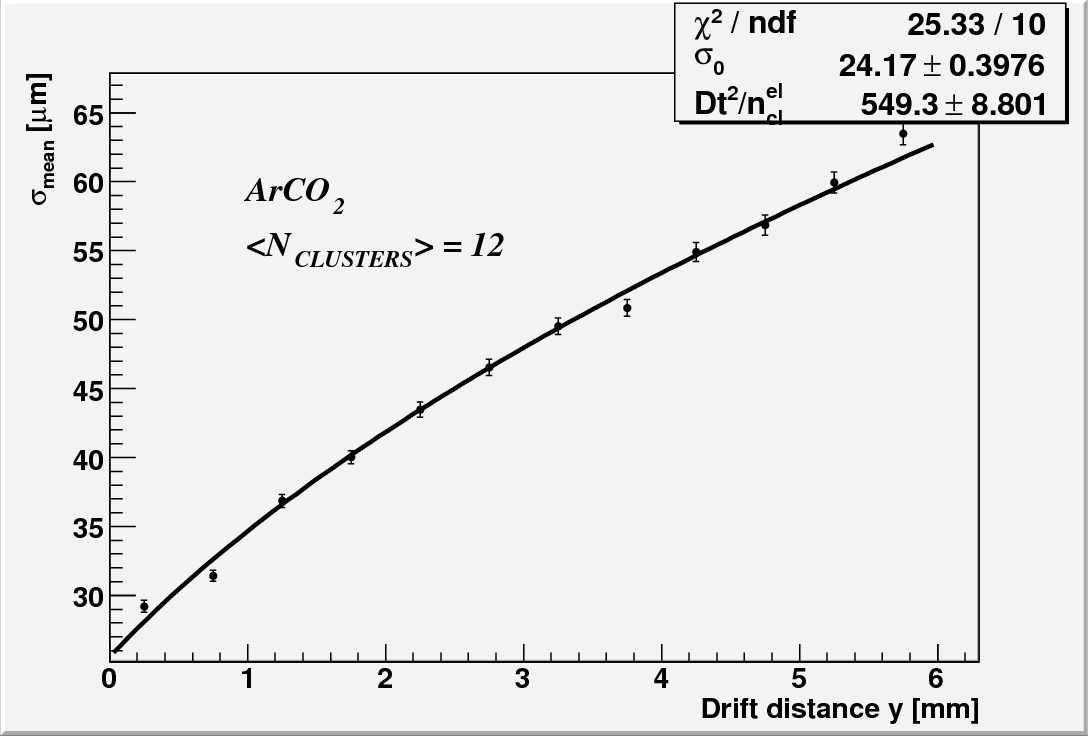 χ² / ndf 25.33 / 10
σ₀ 24.17 ± 0.3976
Dt²/n_cl^el 549.3 ± 8.801
σ_mean [μm]
65
60
55
50
45
40
35
30
ArCO₂
<N_CLUSTERS> = 12
0 1 2 3 4 5 6
Drift distance y [mm]